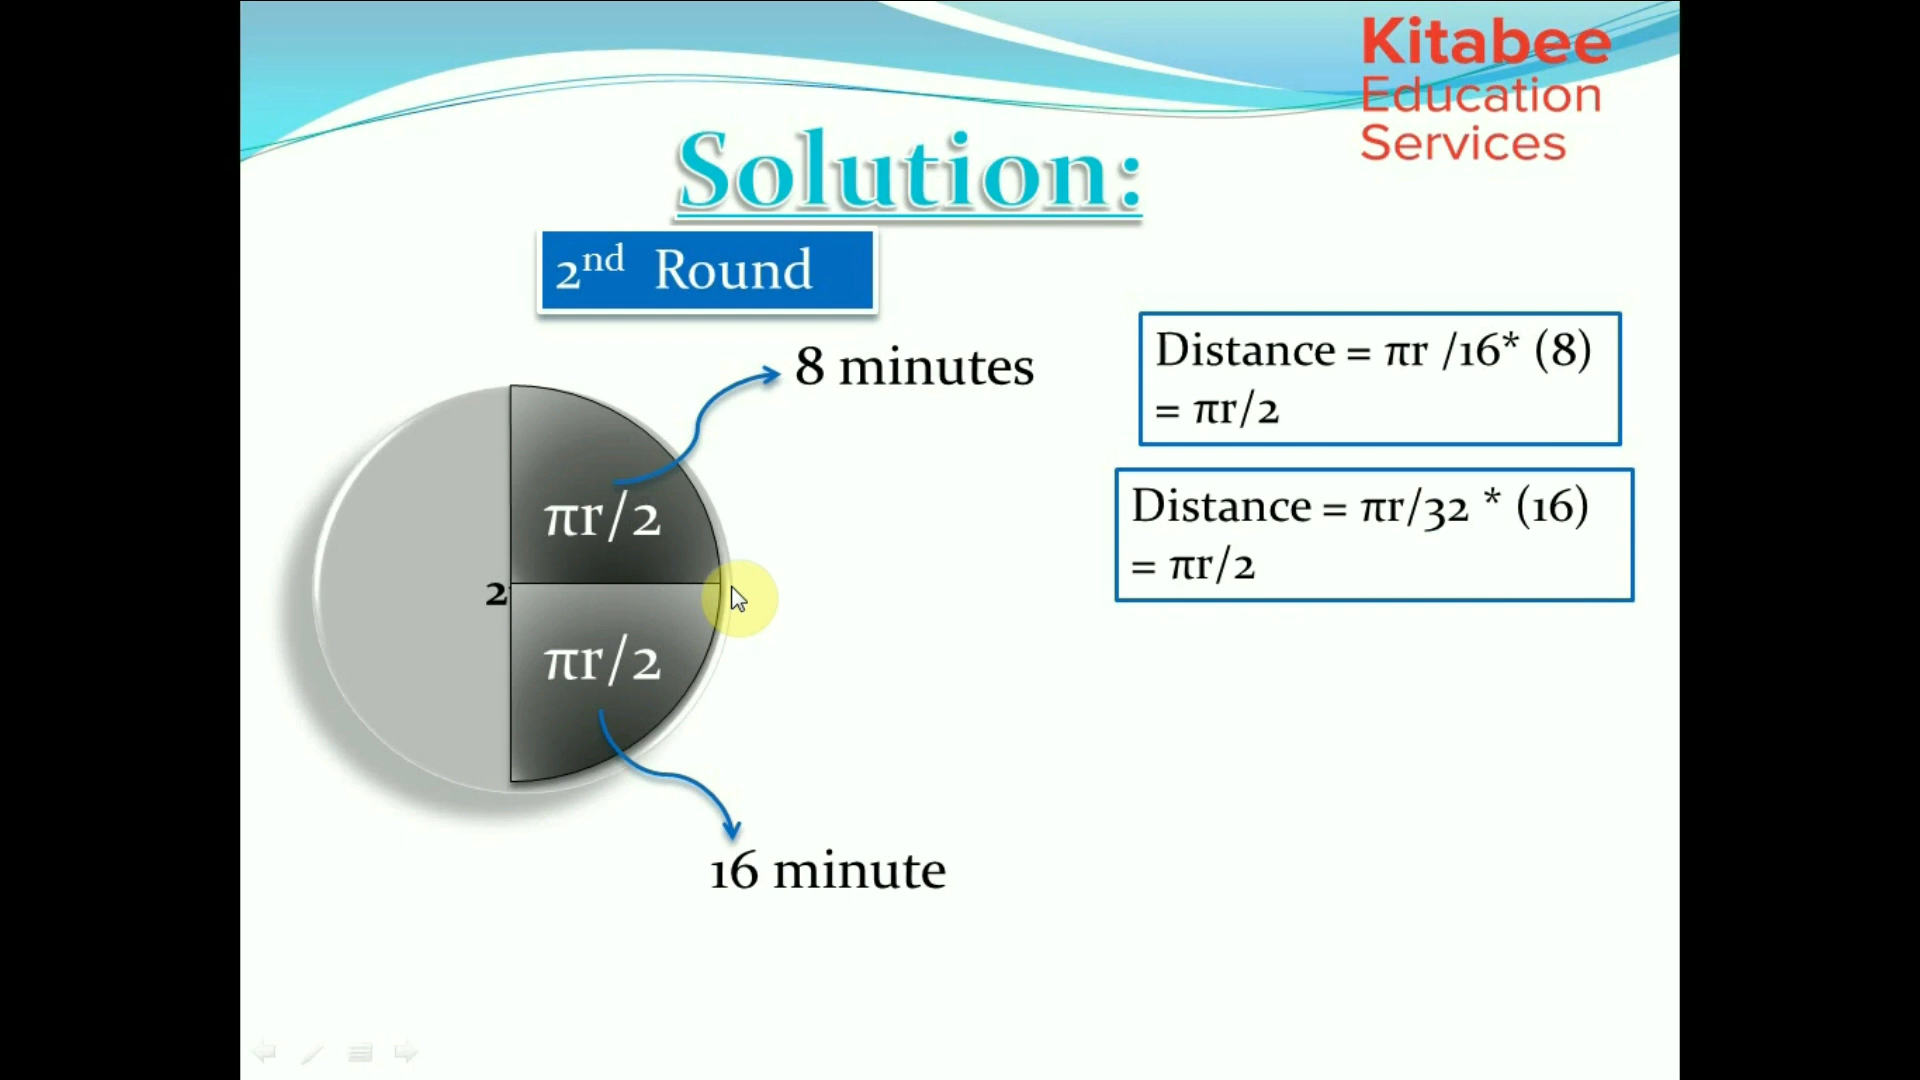 Kitabee
Education
Services
Solution:
2nd Round
8 minutes
Distance = πr /16* (8)
= πr/2
Distance = πr/32 * (16)
= πr/2
πr/2
2
πr/2
16 minute